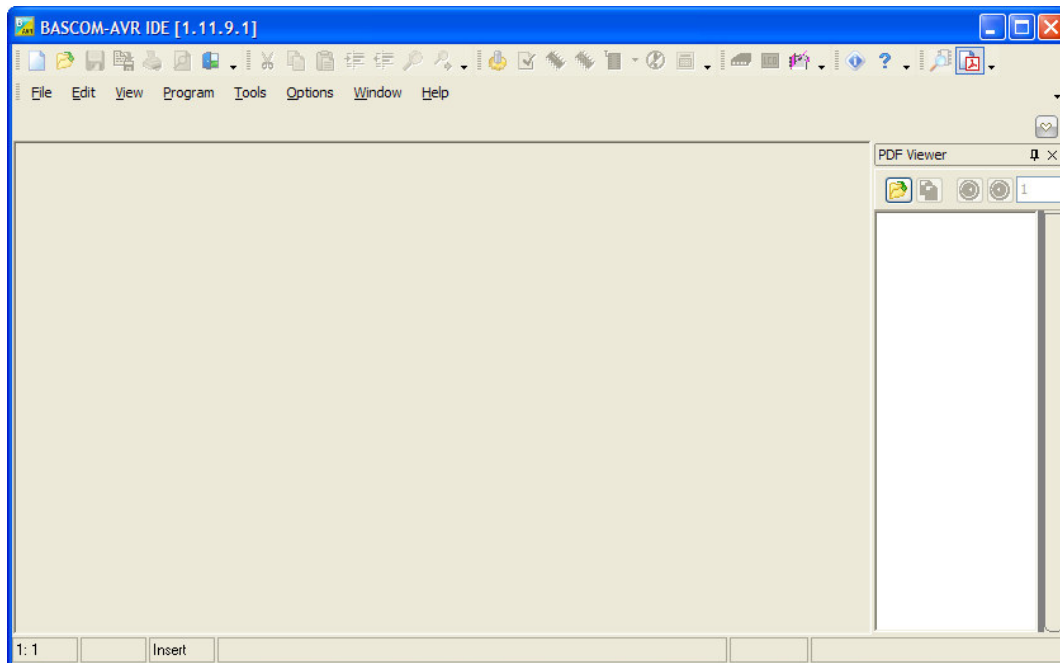 BASCOM-AVR IDE [1.11.9.1]
File Edit View Program Tools Options Window Help
PDF Viewer
1
1: 1 Insert